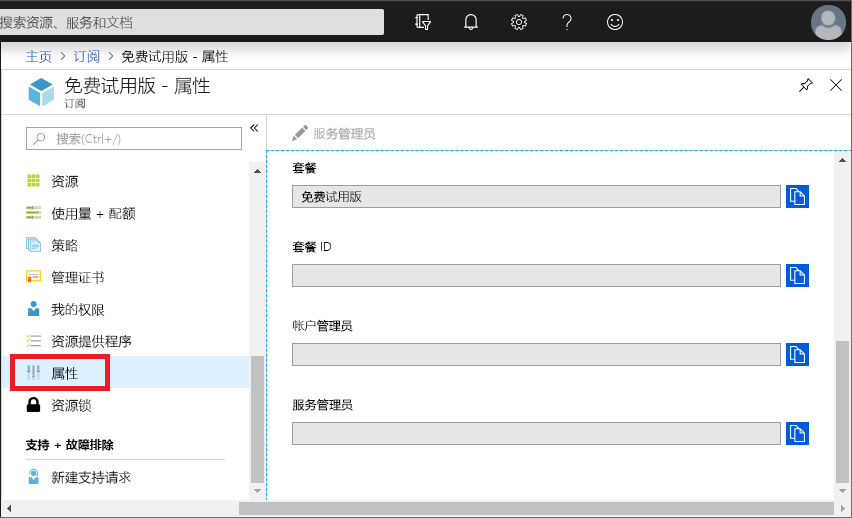 搜索资源、服务和文档
主页 > 订阅 > 免费试用版 - 属性
免费试用版 - 属性
订阅
搜索(Ctrl+/)
资源
使用量 + 配额
策略
管理证书
我的权限
资源提供程序
属性
资源锁
支持 + 故障排除
新建支持请求
服务管理员
套餐
免费试用版
套餐 ID
帐户管理员
服务管理员